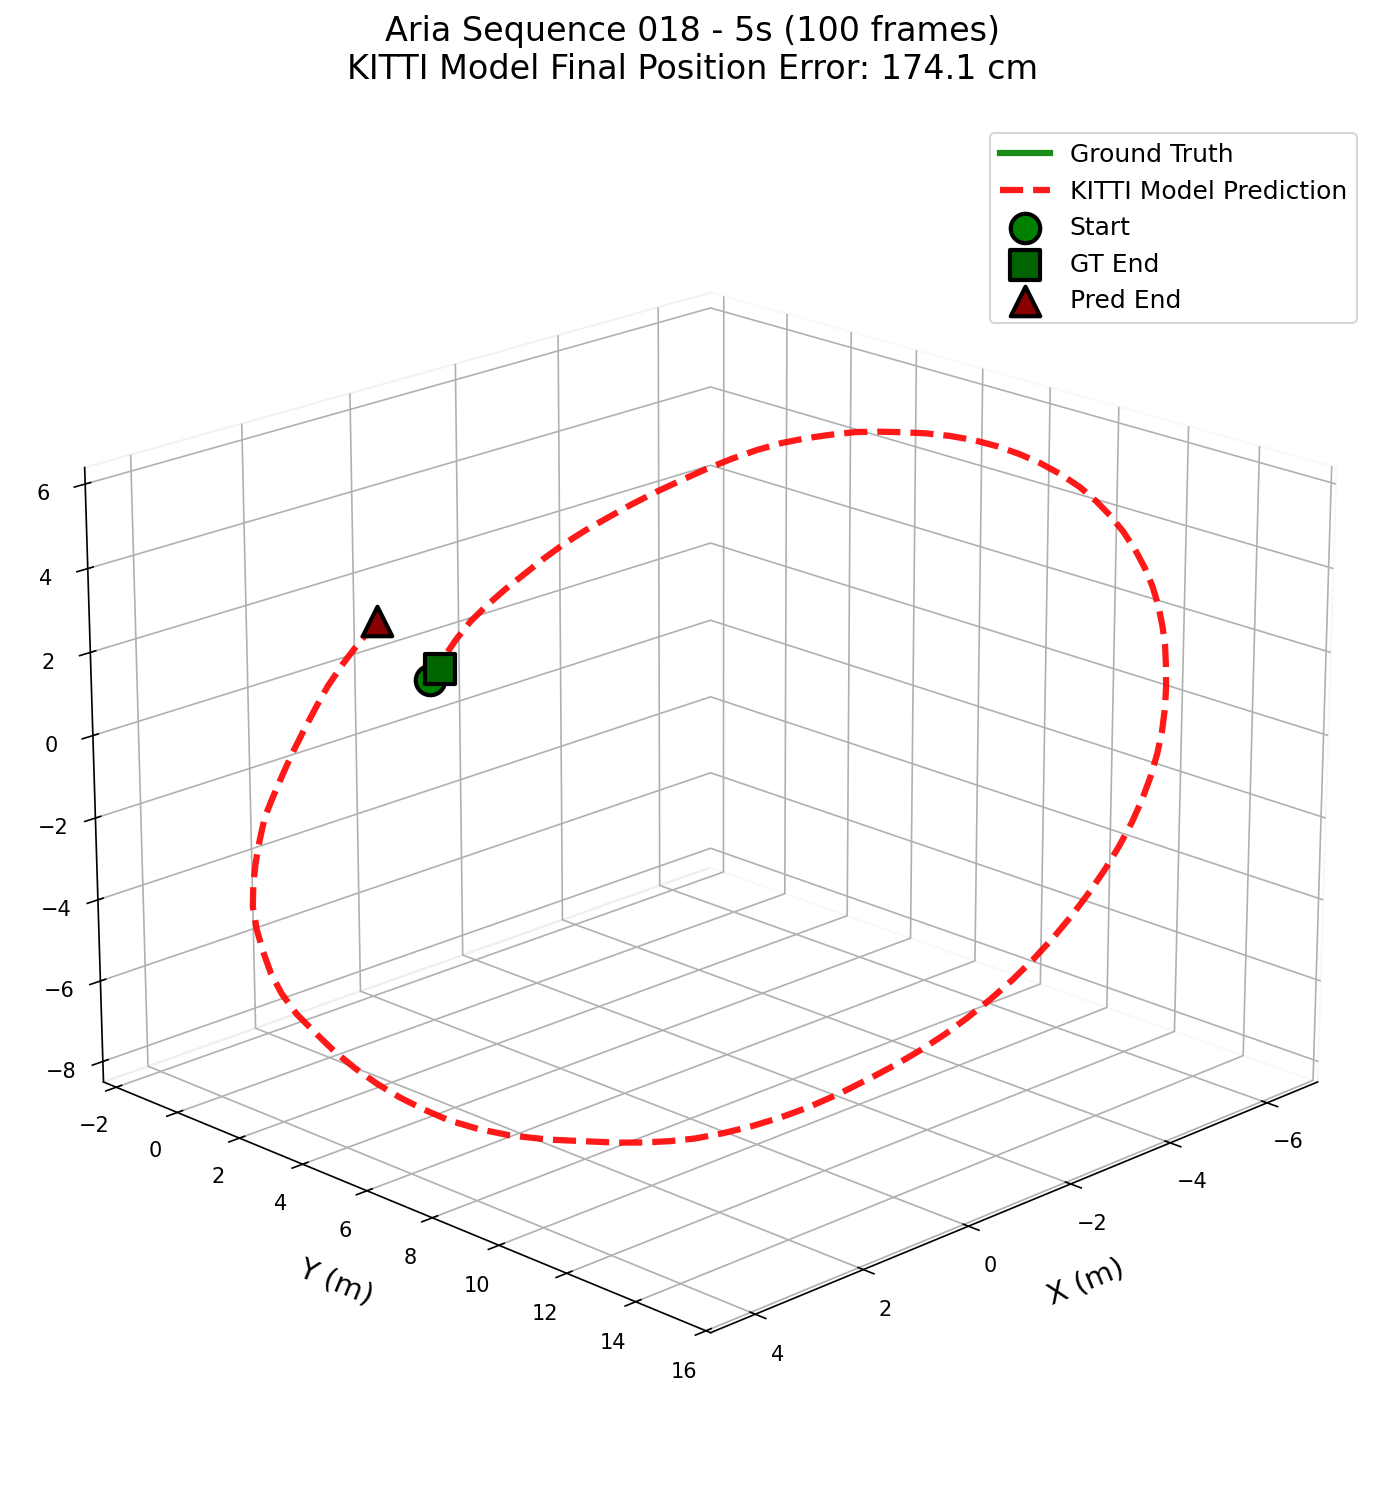 Aria Sequence 018 - 5s (100 frames)
KITTI Model Final Position Error: 174.1 cm
Ground Truth
KITTI Model Prediction
Start
GT End
Pred End
6
4
2
0
−2
−4
−6
−8
−2
0
2
4
6
8
10
12
14
16
Y (m)
−6
−4
−2
0
2
4
X (m)